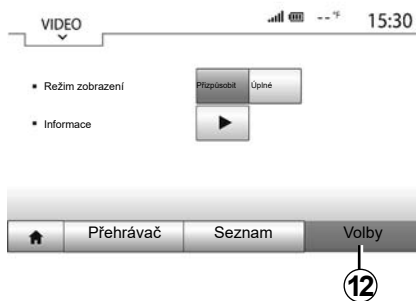 VIDEO
--°F 15:30
▪ Režim zobrazení Přizpůsobit Úplné
▪ Informace
Přehrávač Seznam Volby
12